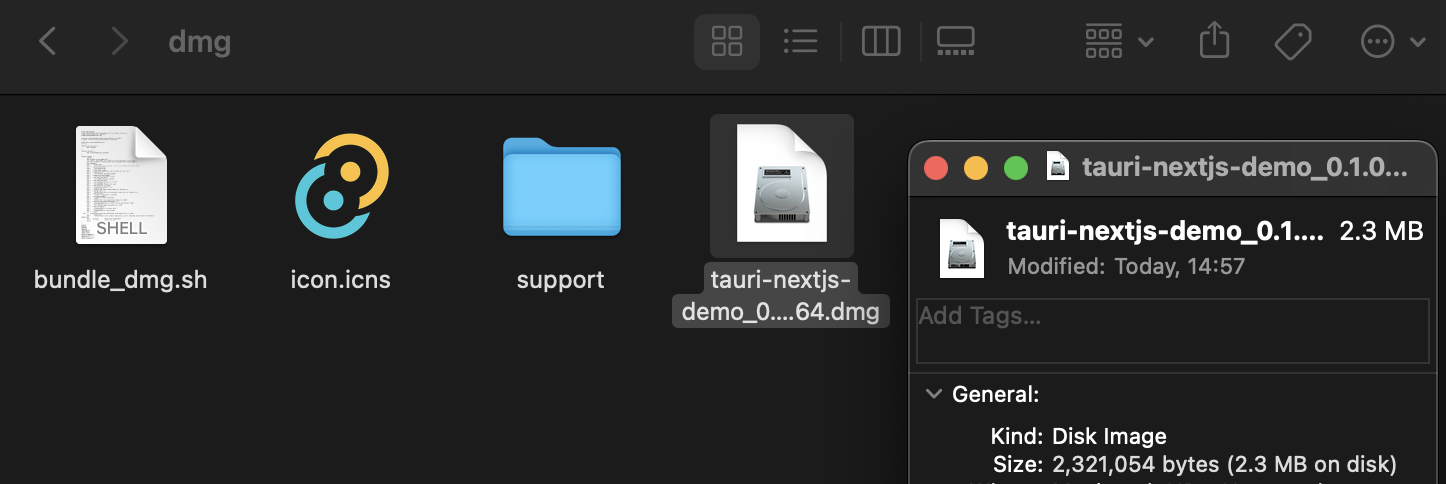 dmg
SHELL
bundle_dmg.sh
icon.icns
support
tauri-nextjs-
demo_0....64.dmg
tauri-nextjs-demo_0.1.0...
tauri-nextjs-demo_0.1.... 2.3 MB
Modified: Today, 14:57
Add Tags...
General:
Kind: Disk Image
Size: 2,321,054 bytes (2.3 MB on disk)